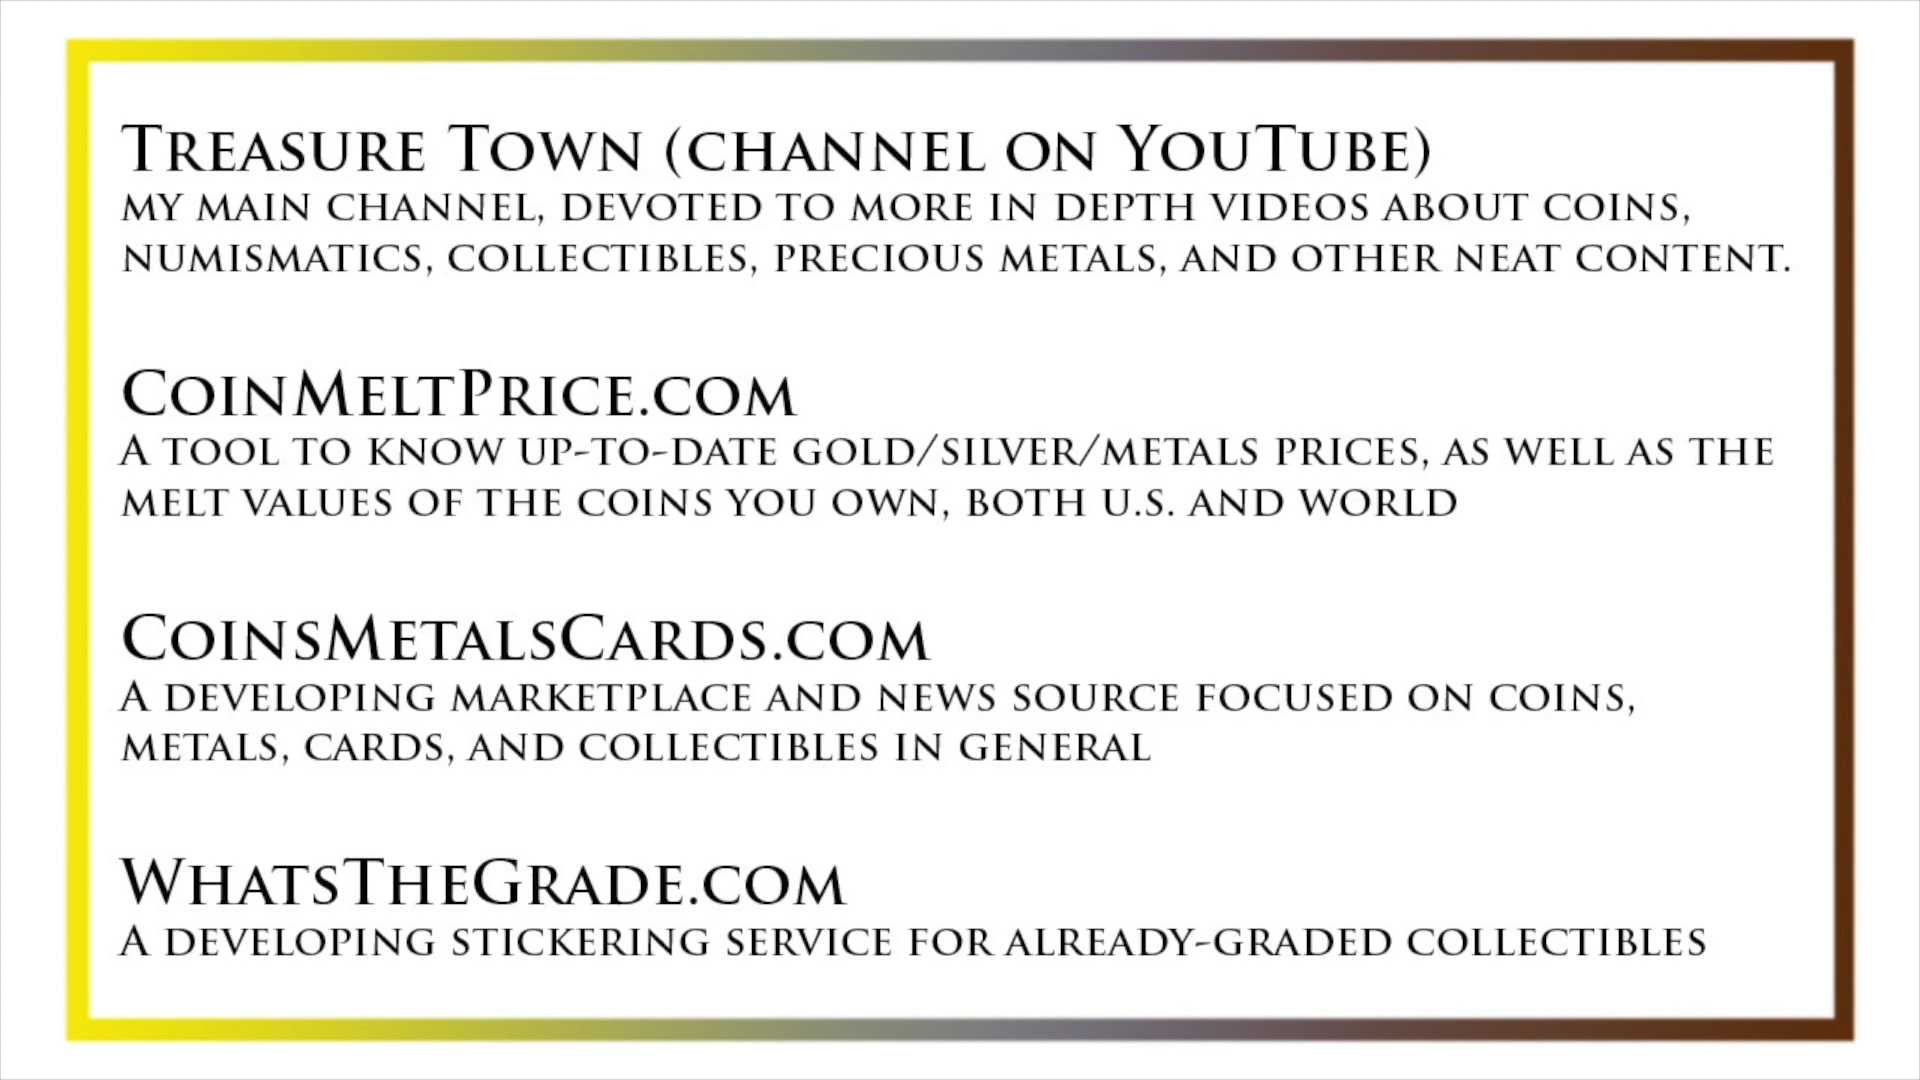 Treasure Town (channel on YouTube)
my main channel, devoted to more in depth videos about coins,
numismatics, collectibles, precious metals, and other neat content.
CoinMeltPrice.com
A tool to know up-to-date gold/silver/metals prices, as well as the
melt values of the coins you own, both U.S. and world
CoinsMetalsCards.com
A developing marketplace and news source focused on coins,
metals, cards, and collectibles in general
WhatsTheGrade.com
A developing stickering service for already-graded collectibles